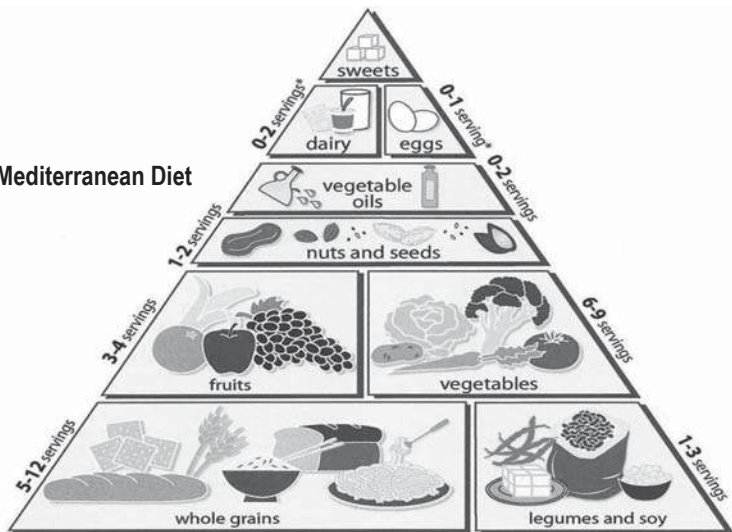 sweets
0-2 servings*
dairy
eggs
0-1 serving*
Mediterranean Diet
vegetable
oils
0-2 servings
1-2 servings
nuts and seeds
3-4 servings
fruits
vegetables
6-9 servings
5-12 servings
whole grains
legumes and soy
1-3 servings